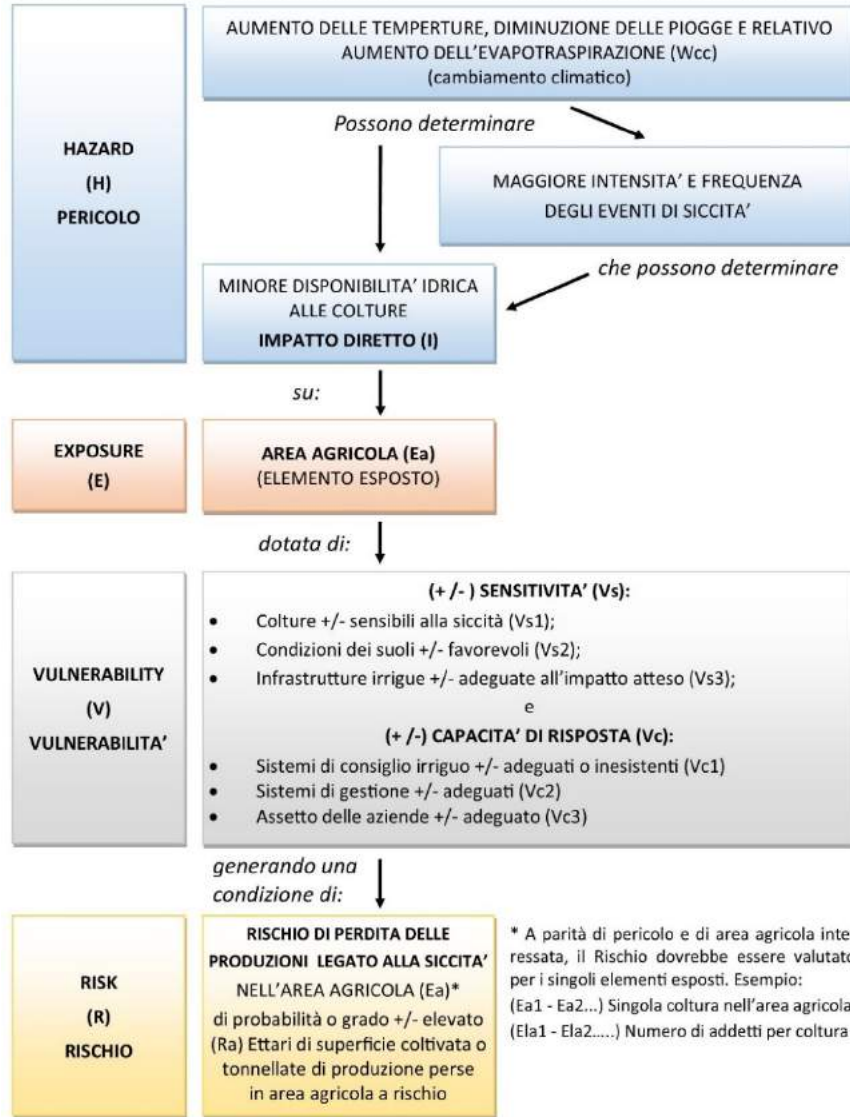 AUMENTO DELLE TEMPERTURE, DIMINUZIONE DELLE PIOGGE E RELATIVO
AUMENTO DELL'EVAPOTRASPIRAZIONE (Wcc)
(cambiamento climatico)
Possono determinare
HAZARD
(H)
PERICOLO
MAGGIORE INTENSITA' E FREQUENZA
DEGLI EVENTI DI SICCITA'
che possono determinare
MINORE DISPONIBILITA' IDRICA
ALLE COLTURE
IMPATTO DIRETTO (I)
su:
EXPOSURE
(E)
AREA AGRICOLA (Ea)
(ELEMENTO ESPOSTO)
dotata di:
VULNERABILITY
(V)
VULNERABILITA'
(+ /- ) SENSITIVITA' (Vs):
• Colture +/- sensibili alla siccità (Vs1);
• Condizioni dei suoli +/- favorevoli (Vs2);
• Infrastrutture irrigue +/- adeguate all'impatto atteso (Vs3);
e
(+ /-) CAPACITA' DI RISPOSTA (Vc):
• Sistemi di consiglio irriguo +/- adeguati o inesistenti (Vc1)
• Sistemi di gestione +/- adeguati (Vc2)
• Assetto delle aziende +/- adeguato (Vc3)
generando una
condizione di:
RISK
(R)
RISCHIO
RISCHIO DI PERDITA DELLE
PRODUZIONI LEGATO ALLA SICCITA'
NELL'AREA AGRICOLA (Ea)*
di probabilità o grado +/- elevato
(Ra) Ettari di superficie coltivata o
tonnellate di produzione perse
in area agricola a rischio
* A parità di pericolo e di area agricola inte-
ressata, il Rischio dovrebbe essere valutato
per i singoli elementi esposti. Esempio:
(Ea1 - Ea2...) Singola coltura nell'area agricola
(Ela1 - Ela2.....) Numero di addetti per coltura